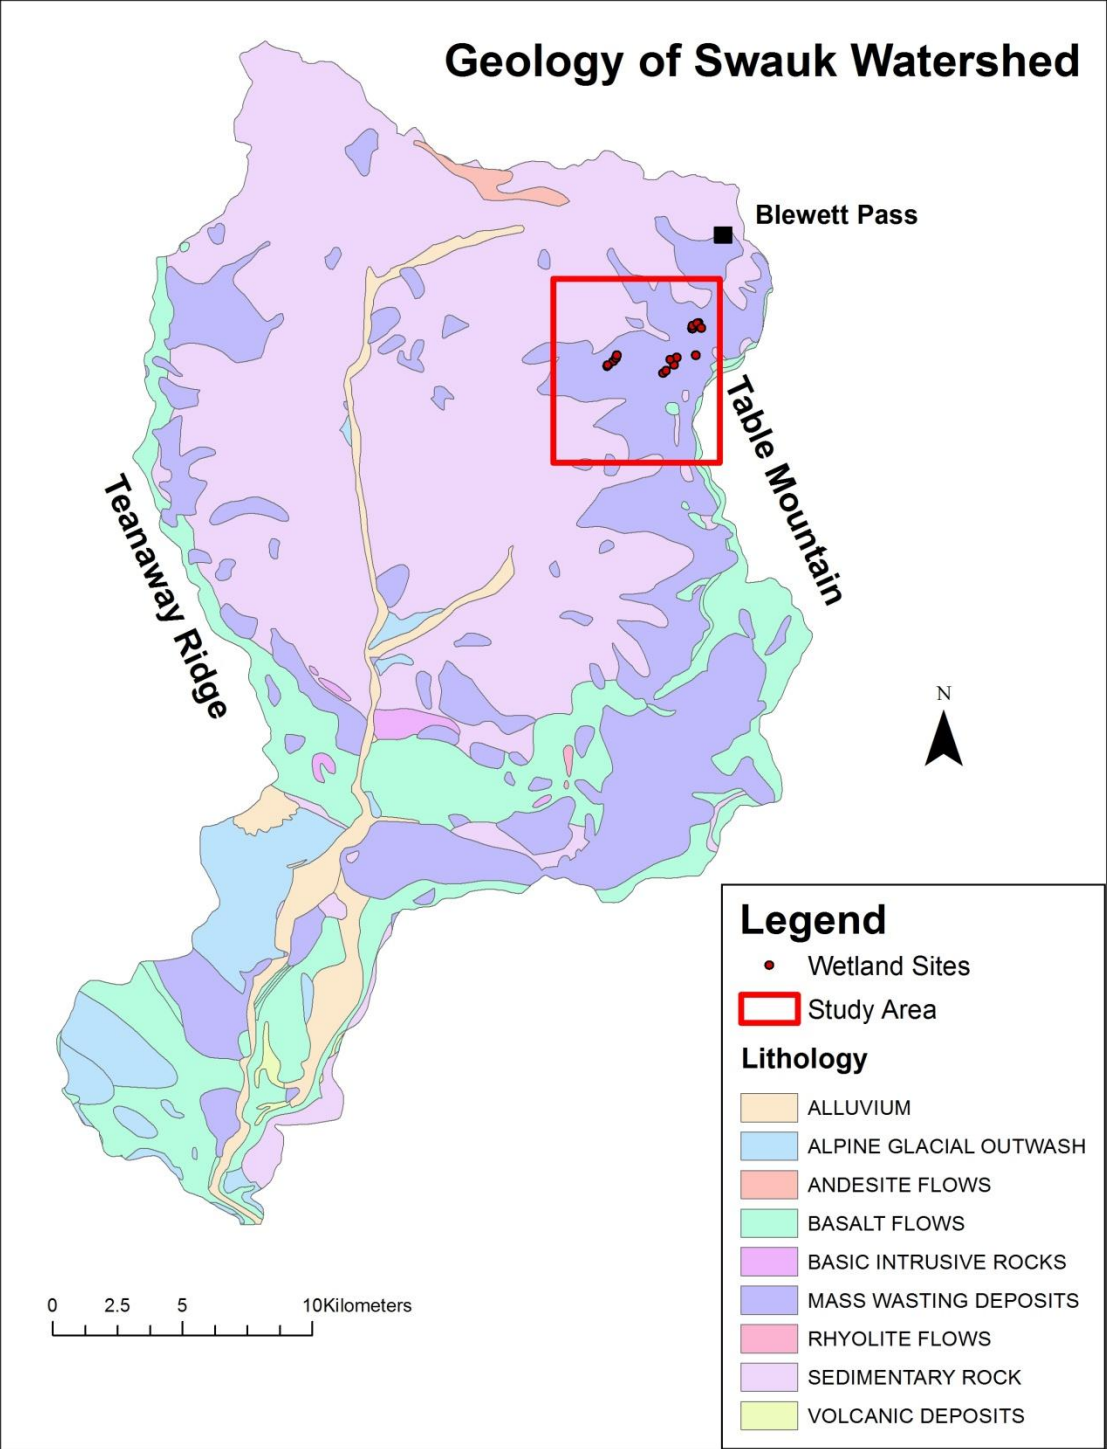 Geology of Swauk Watershed
Blewett Pass
Table Mountain
Teanaway Ridge
N
Legend
Wetland Sites
Study Area
Lithology
ALLUVIUM
ALPINE GLACIAL OUTWASH
ANDESITE FLOWS
BASALT FLOWS
BASIC INTRUSIVE ROCKS
MASS WASTING DEPOSITS
RHYOLITE FLOWS
SEDIMENTARY ROCK
VOLCANIC DEPOSITS
0 2.5 5 10Kilometers